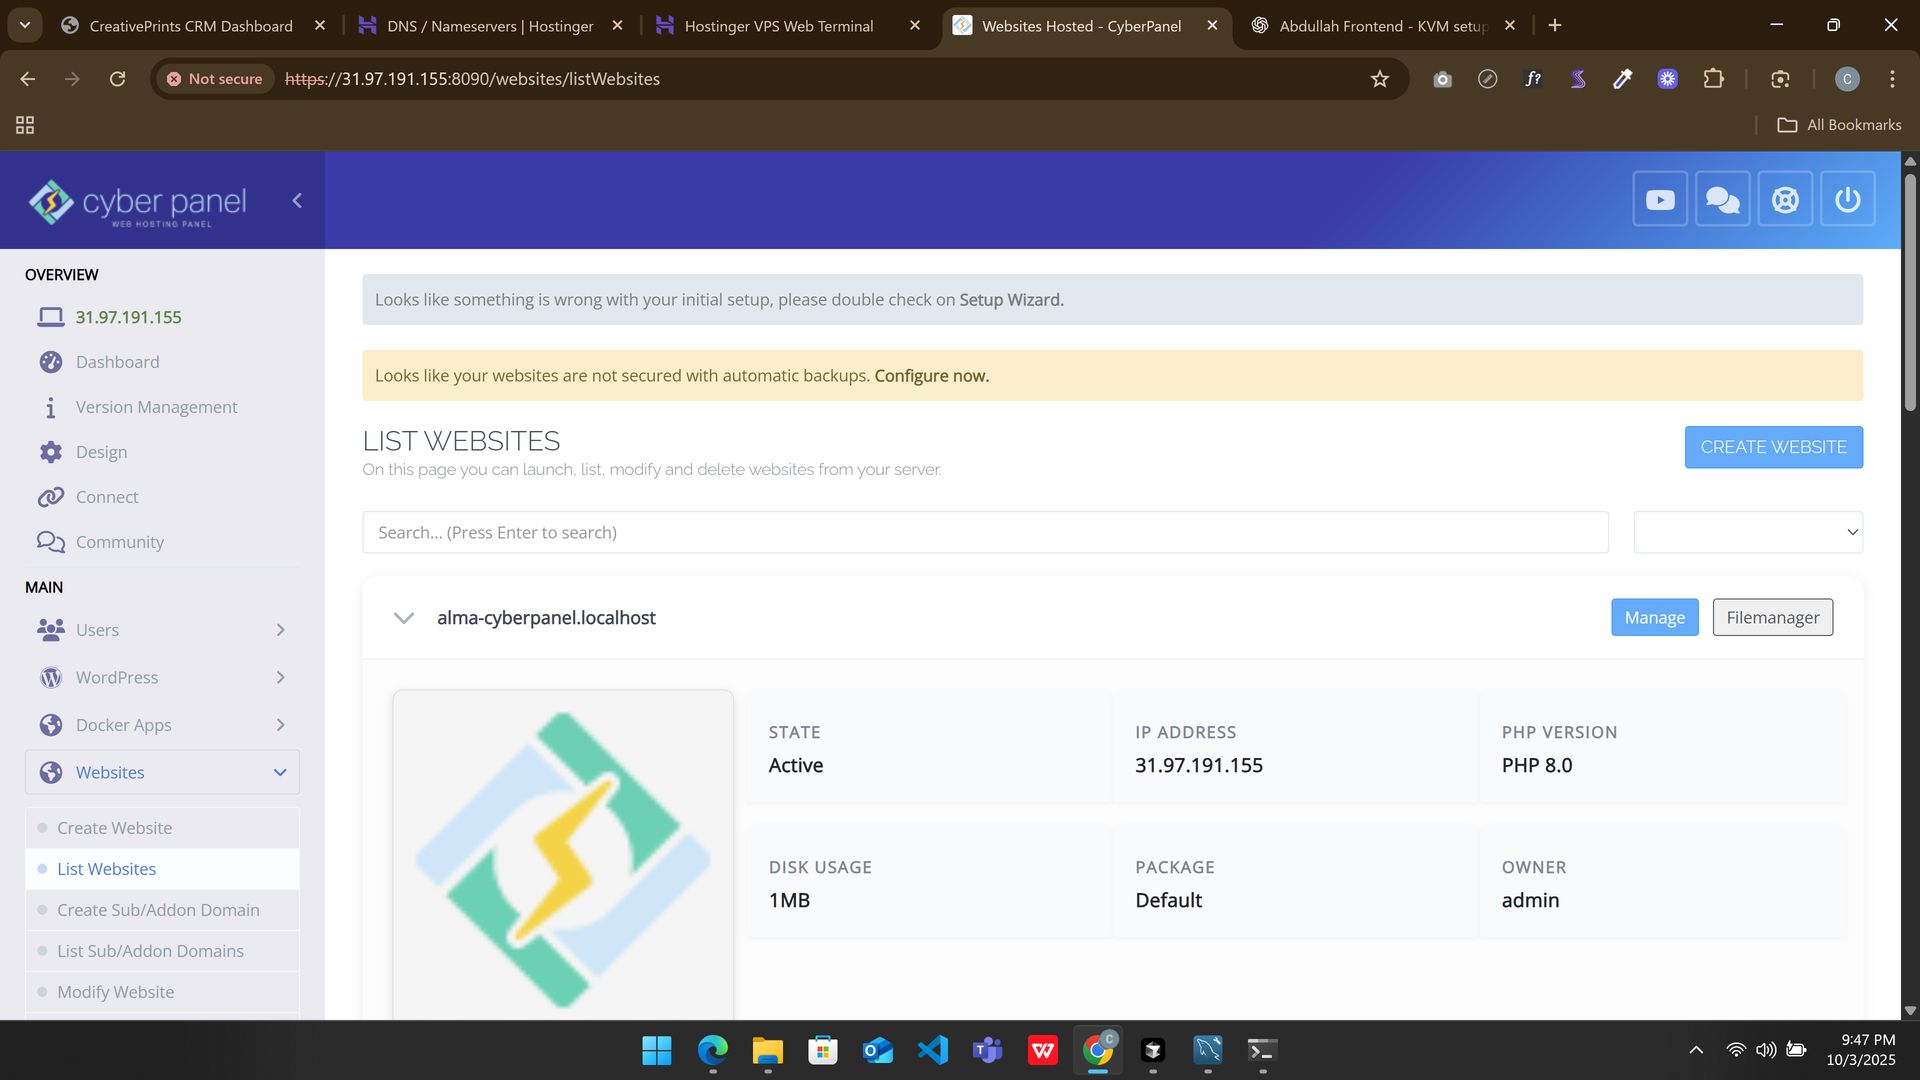 CreativePrints CRM Dashboard
DNS / Nameservers | Hostinger
Hostinger VPS Web Terminal
Websites Hosted - CyberPanel
Abdullah Frontend - KVM setup
Not secure
https://31.97.191.155:8090/websites/listWebsites
f?
C
All Bookmarks
cyber panel
WEB HOSTING PANEL
OVERVIEW
31.97.191.155
Dashboard
Version Management
Design
Connect
Community
MAIN
Users
WordPress
Docker Apps
Websites
Create Website
List Websites
Create Sub/Addon Domain
List Sub/Addon Domains
Modify Website
Looks like something is wrong with your initial setup, please double check on Setup Wizard.
Looks like your websites are not secured with automatic backups. Configure now.
LIST WEBSITES
On this page you can launch, list, modify and delete websites from your server.
CREATE WEBSITE
Search... (Press Enter to search)
alma-cyberpanel.localhost
Manage
Filemanager
STATE
Active
IP ADDRESS
31.97.191.155
PHP VERSION
PHP 8.0
DISK USAGE
1MB
PACKAGE
Default
OWNER
admin
9:47 PM
10/3/2025